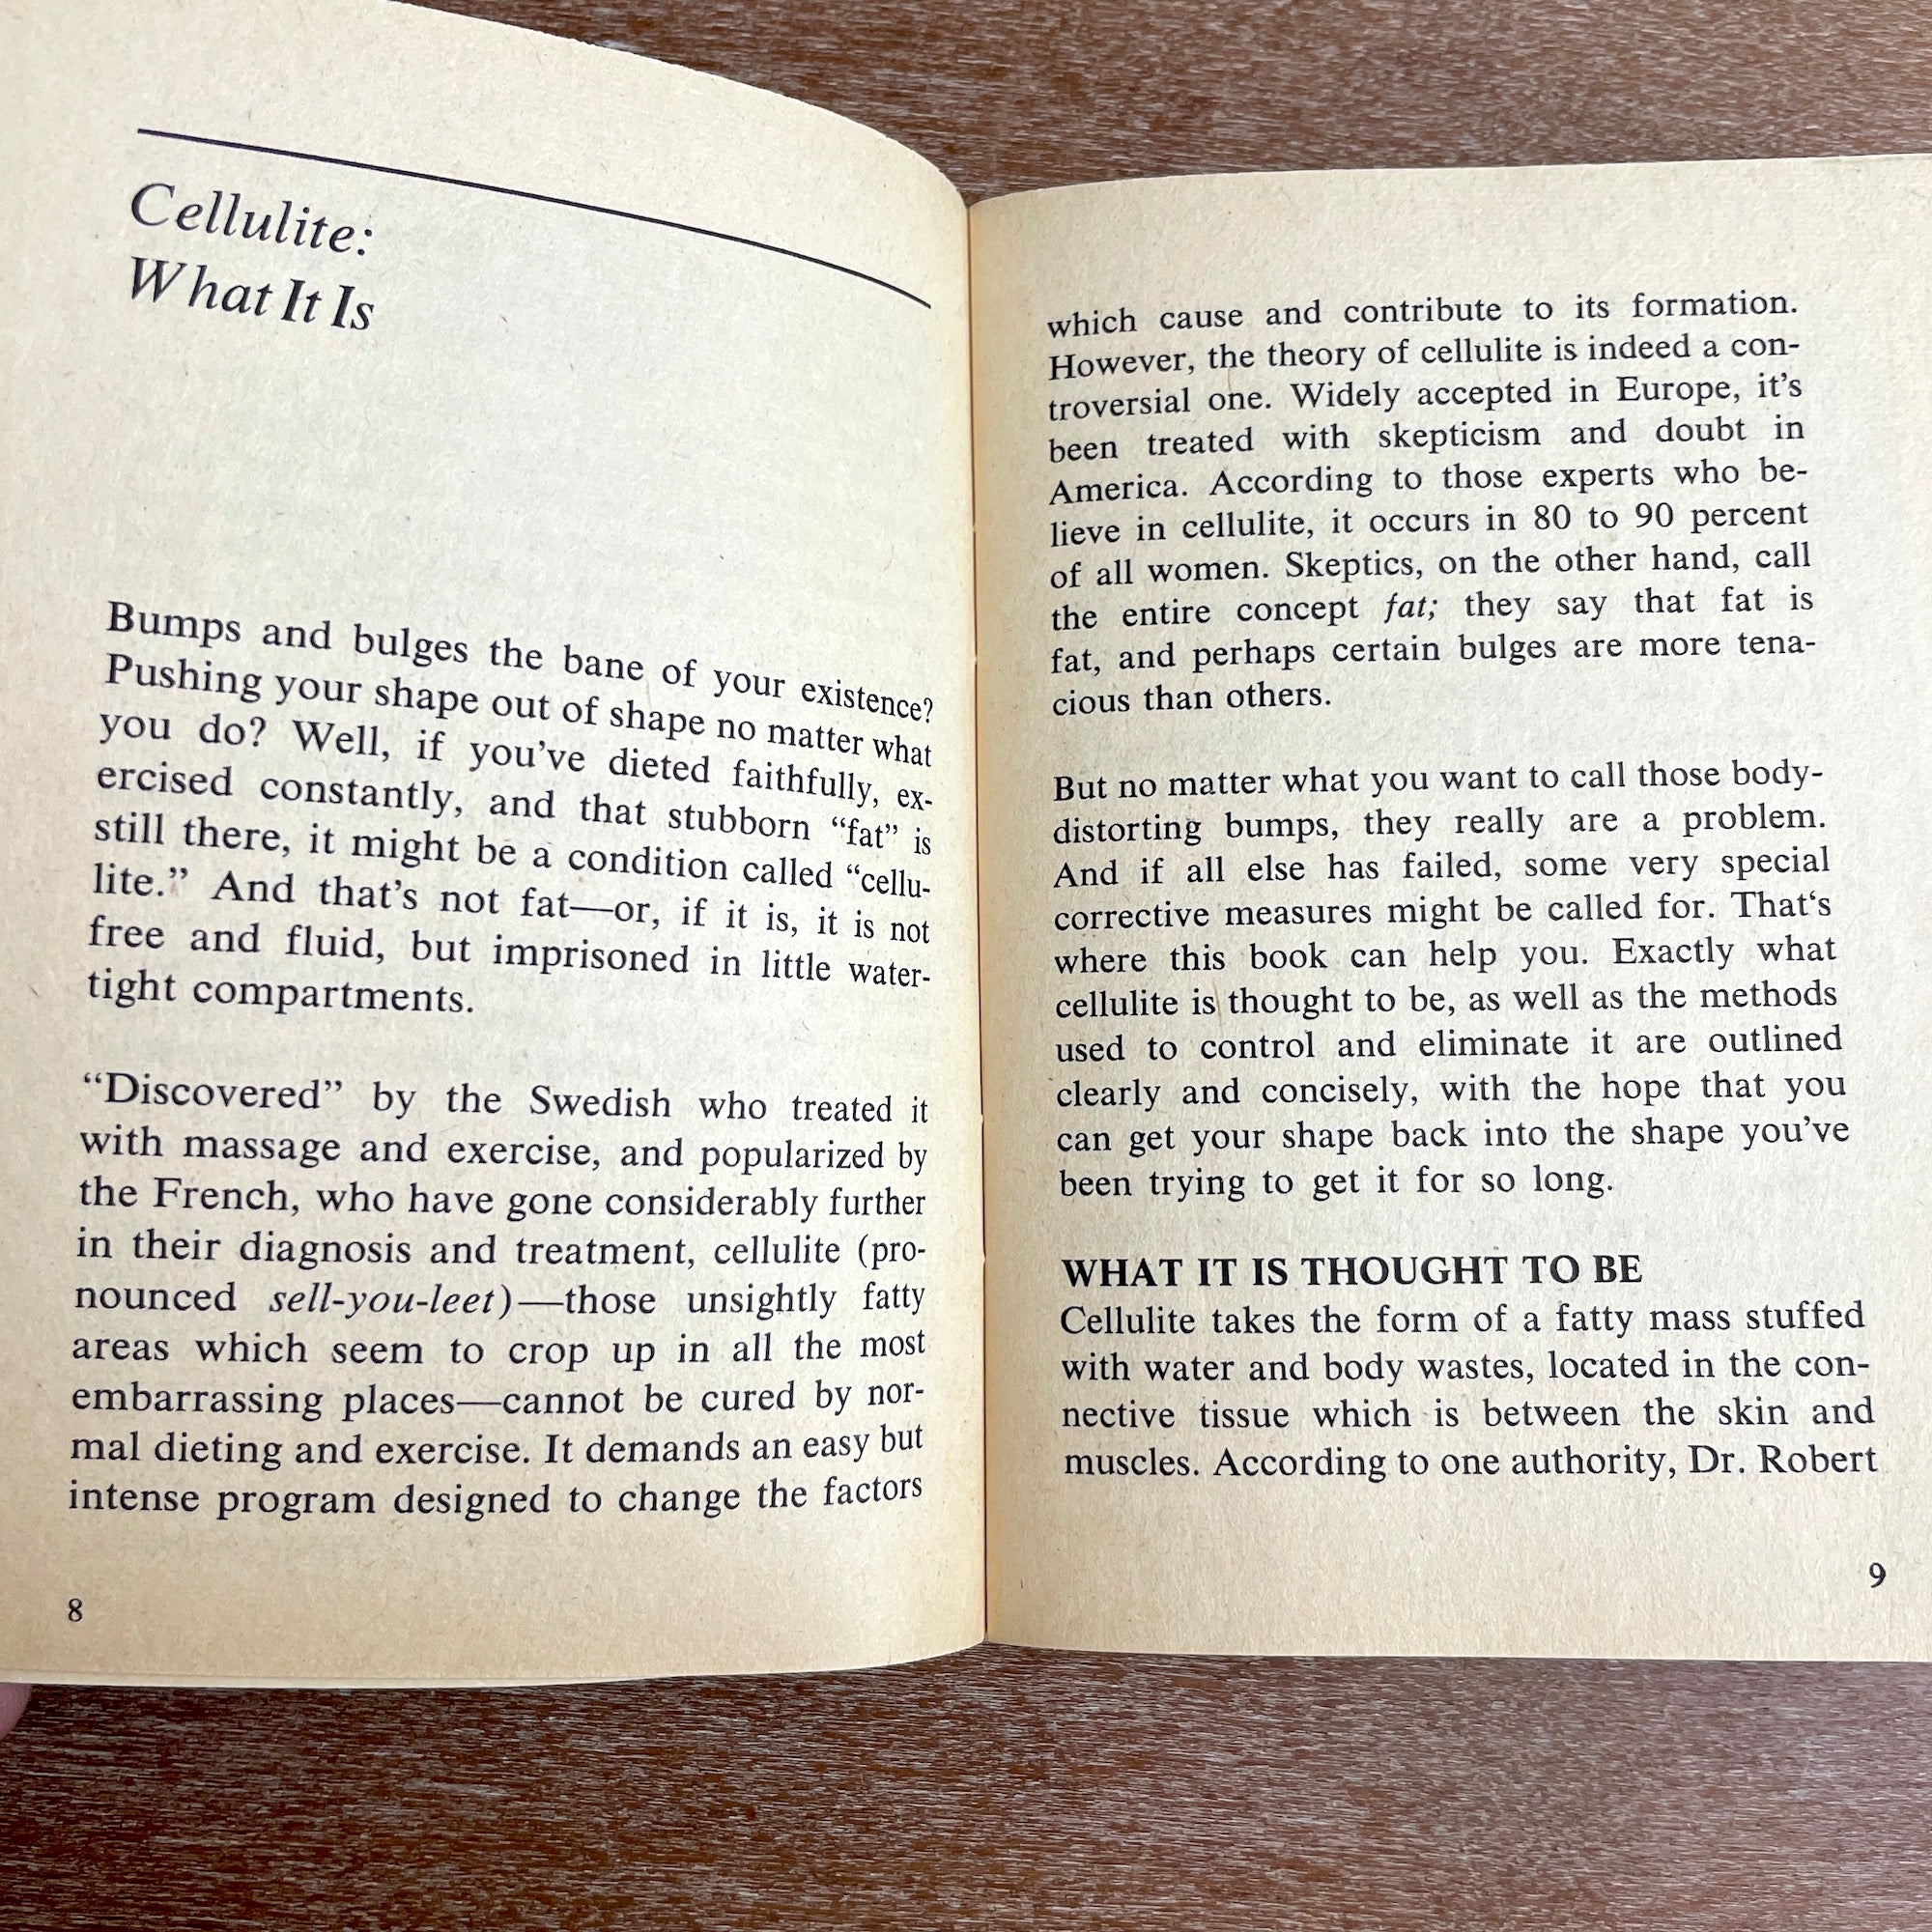 Cellulite:
What It Is
Bumps and bulges the bane of your existence?
Pushing your shape out of shape no matter what
you do? Well, if you've dieted faithfully, ex-
ercised constantly, and that stubborn “fat” is
still there, it might be a condition called “cellu-
lite.” And that's not fat—or, if it is, it is not
free and fluid, but imprisoned in little water-
tight compartments.
“Discovered” by the Swedish who treated it
with massage and exercise, and popularized by
the French, who have gone considerably further
in their diagnosis and treatment, cellulite (pro-
nounced sell-you-leet)—those unsightly fatty
areas which seem to crop up in all the most
embarrassing places—cannot be cured by nor-
mal dieting and exercise. It demands an easy but
intense program designed to change the factors
8
which cause and contribute to its formation.
However, the theory of cellulite is indeed a con-
troversial one. Widely accepted in Europe, it's
been treated with skepticism and doubt in
America. According to those experts who be-
lieve in cellulite, it occurs in 80 to 90 percent
of all women. Skeptics, on the other hand, call
the entire concept fat; they say that fat is
fat, and perhaps certain bulges are more tena-
cious than others.
But no matter what you want to call those body-
distorting bumps, they really are a problem.
And if all else has failed, some very special
corrective measures might be called for. That‘s
where this book can help you. Exactly what
cellulite is thought to be, as well as the methods
used to control and eliminate it are outlined
clearly and concisely, with the hope that you
can get your shape back into the shape you've
been trying to get it for so long.
WHAT IT IS THOUGHT TO BE
Cellulite takes the form of a fatty mass stuffed
with water and body wastes, located in the con-
nective tissue which is between the skin and
muscles. According to one authority, Dr. Robert
9